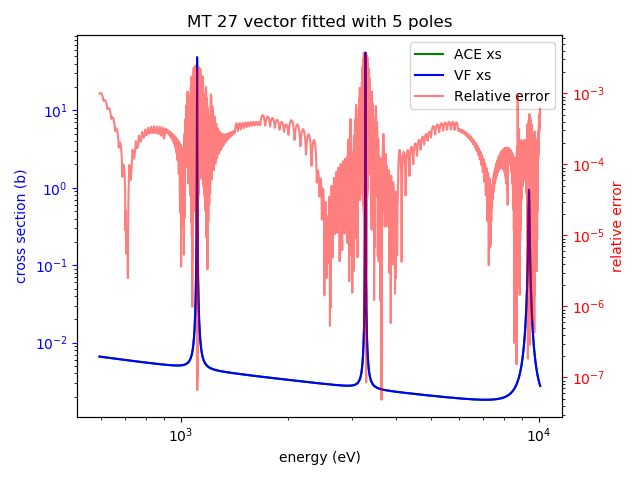 MT 27 vector fitted with 5 poles
ACE xs
VF xs
Relative error
cross section (b)
10¹
10⁰
10⁻¹
10⁻²
relative error
10⁻³
10⁻⁴
10⁻⁵
10⁻⁶
10⁻⁷
10³
10⁴
energy (eV)